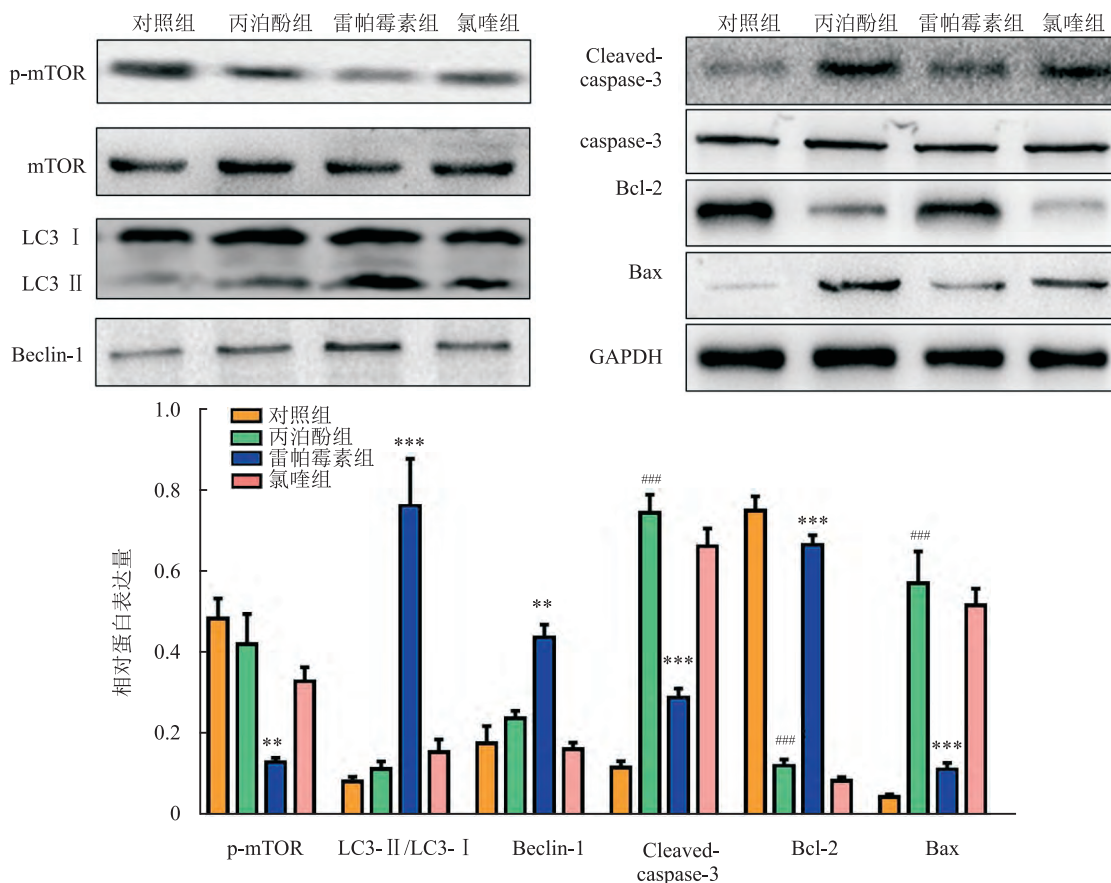 对照组 丙泊酚组 雷帕霉素组 氯喹组
p-mTOR
mTOR
LC3 Ⅰ
LC3 Ⅱ
Beclin-1
对照组 丙泊酚组 雷帕霉素组 氯喹组
Cleaved-
caspase-3
caspase-3
Bcl-2
Bax
GAPDH
对照组
丙泊酚组
雷帕霉素组
氯喹组
相对蛋白表达量
1.0
0.8
0.6
0.4
0.2
0
**
***
**
###
***
###
***
###
***
p-mTOR
LC3-Ⅱ/LC3-Ⅰ
Beclin-1
Cleaved-
caspase-3
Bcl-2
Bax